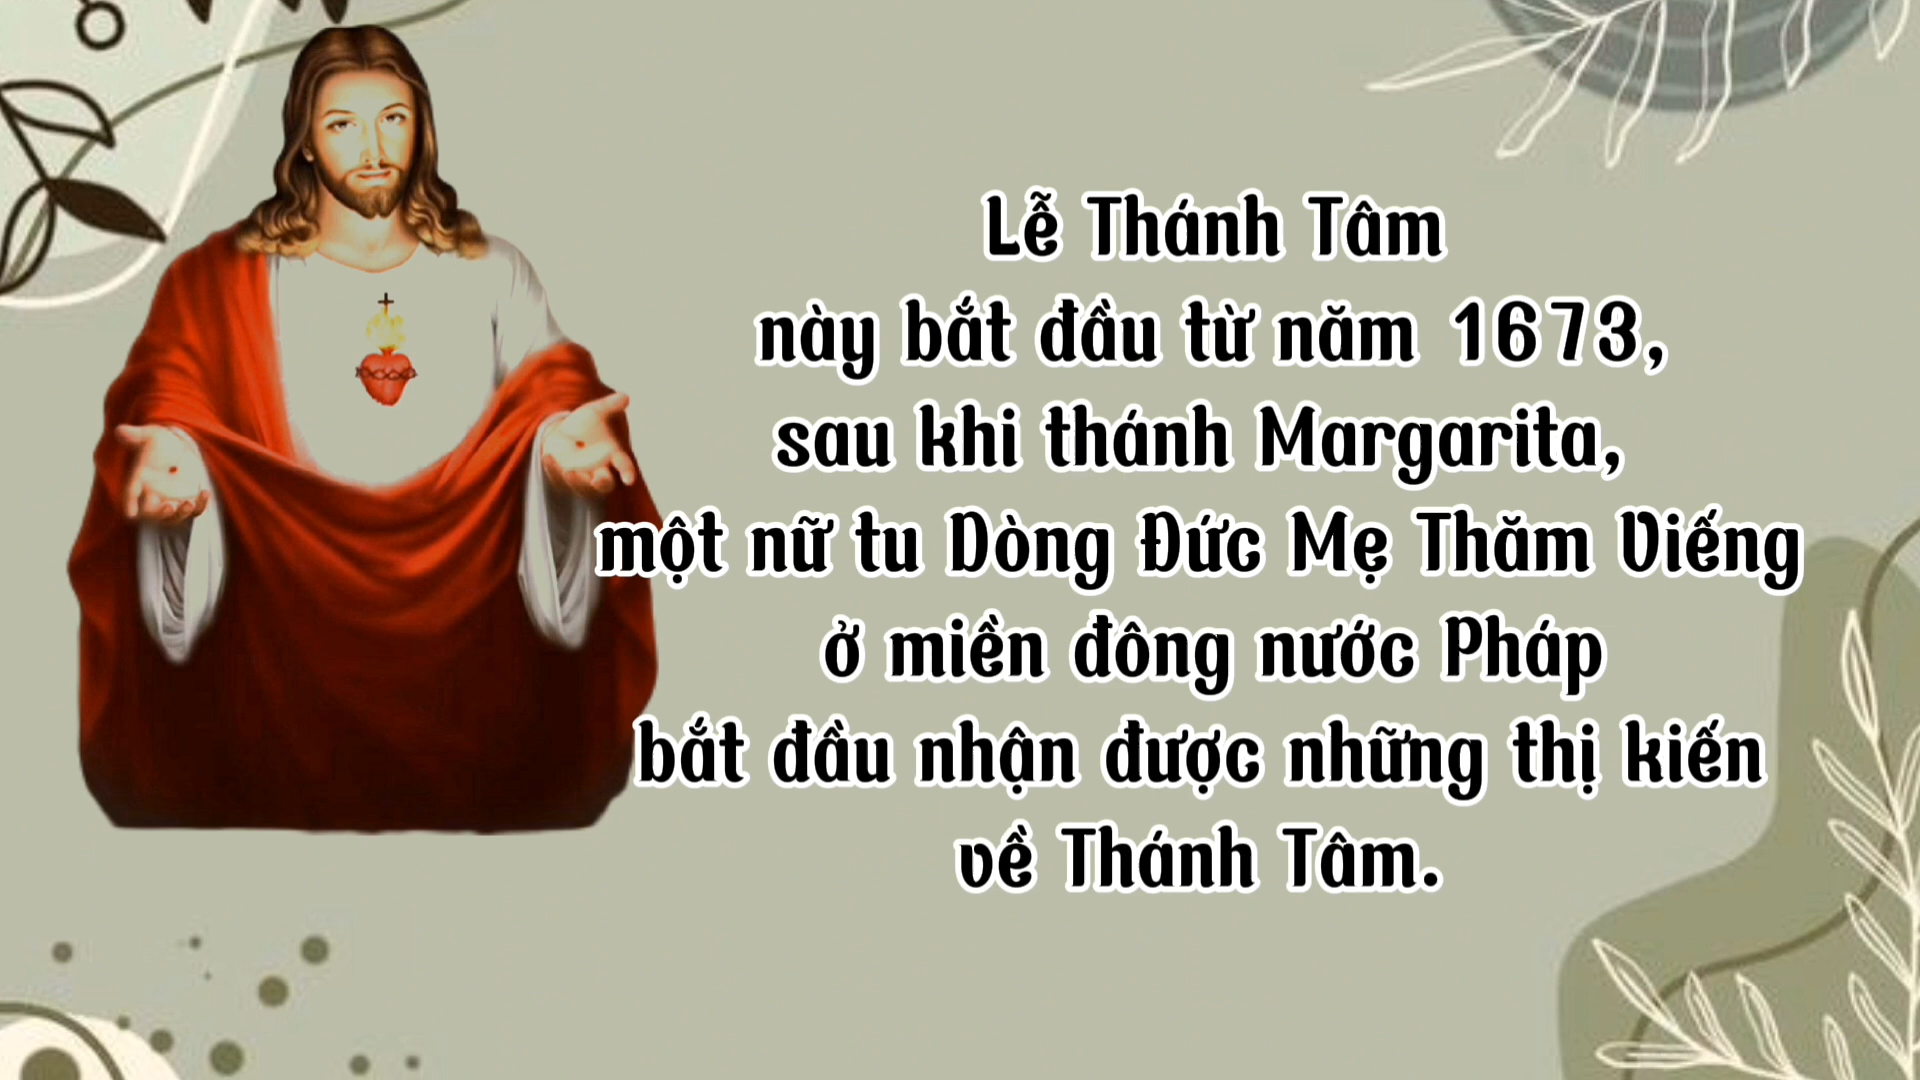 Lễ Thánh Tâm
này bắt đầu từ năm 1673,
sau khi thánh Margarita,
một nữ tu Dòng Đức Mẹ Thăm Viếng
ở miền đông nước Pháp
bắt đầu nhận được những thị kiến
về Thánh Tâm.